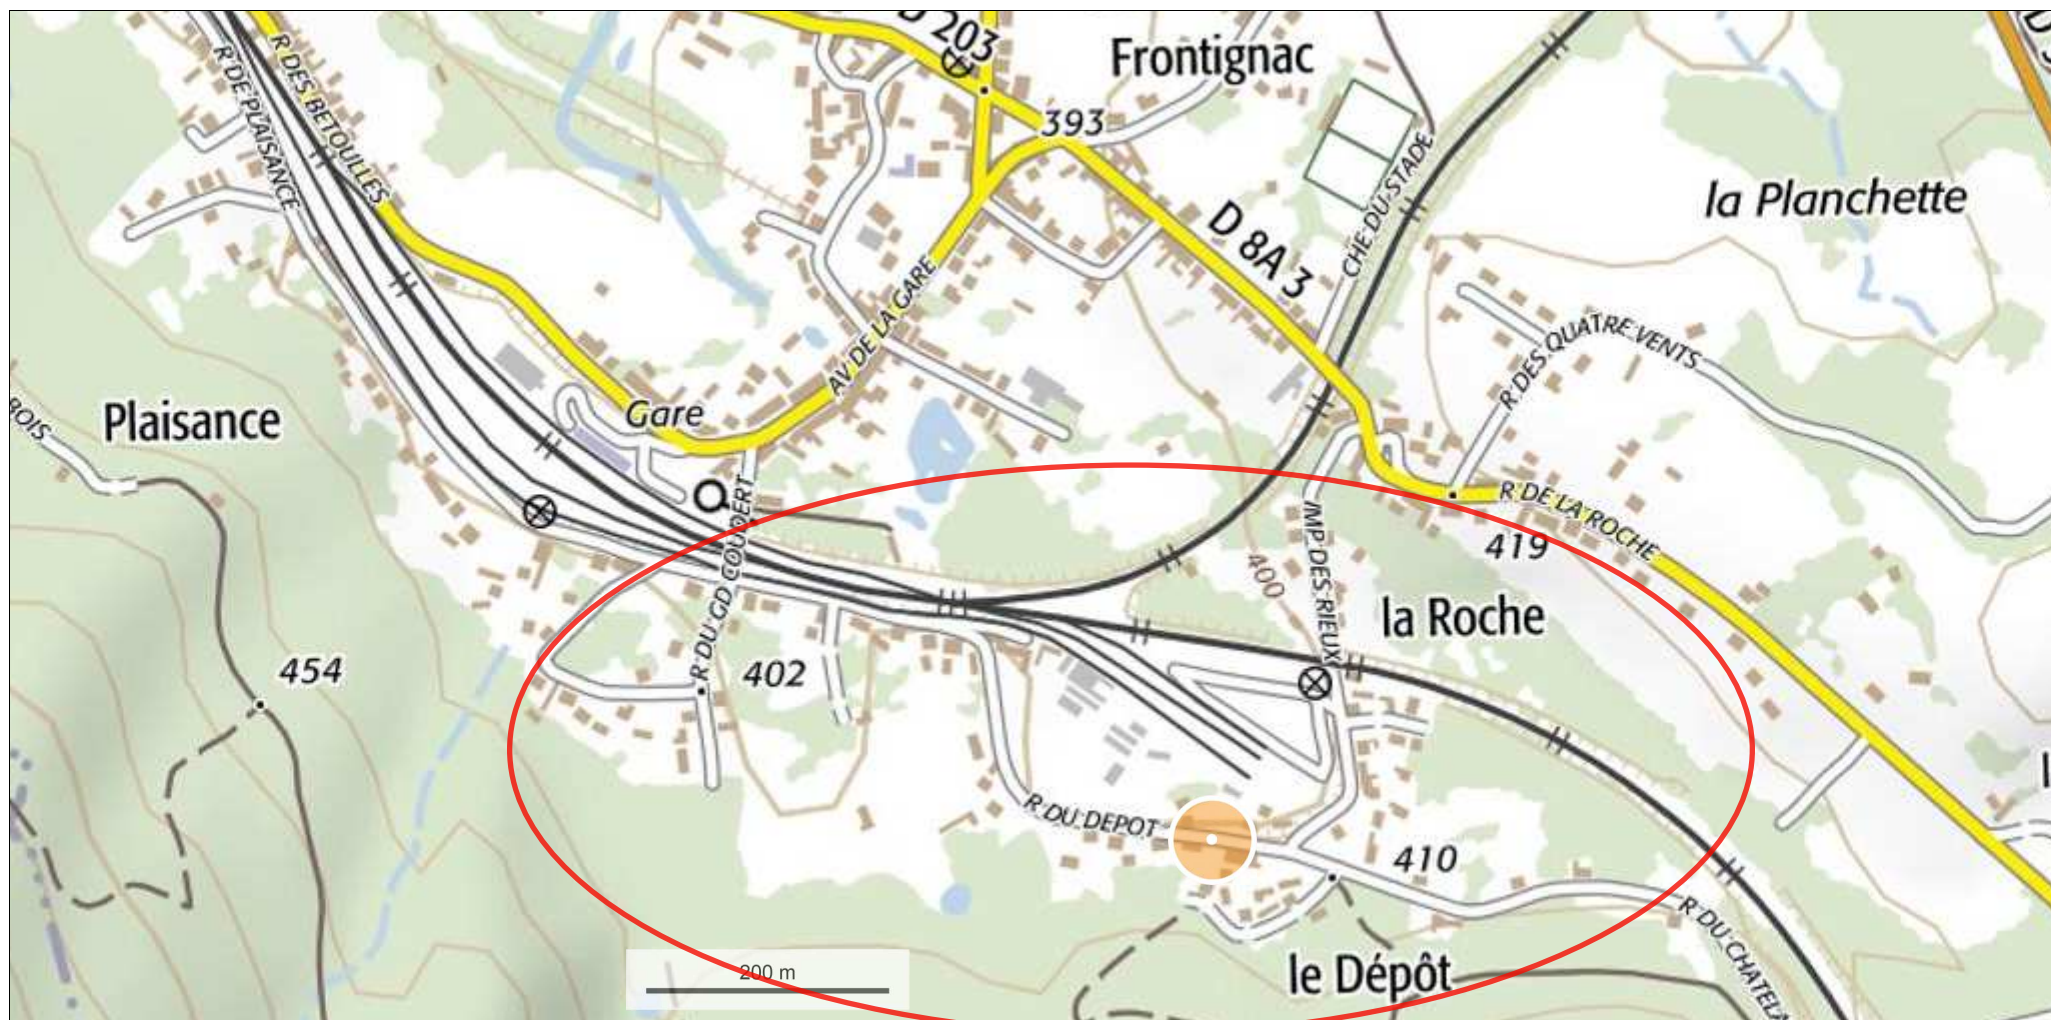 D 203
Frontignac
R DE PLAISANCE
R DES BETOULLES
393
la Planchette
D 8A 3
CHE DU STADE
AV DE LA GARE
R DES QUATRE VENTS
BOIS
Plaisance
Gare
R DE LA ROCHE
419
IMP DES RIEUX
400
la Roche
R DU GD COUDERT
454
402
R DU DEPOT
410
R DU CHATELA
le Dépôt
200 m